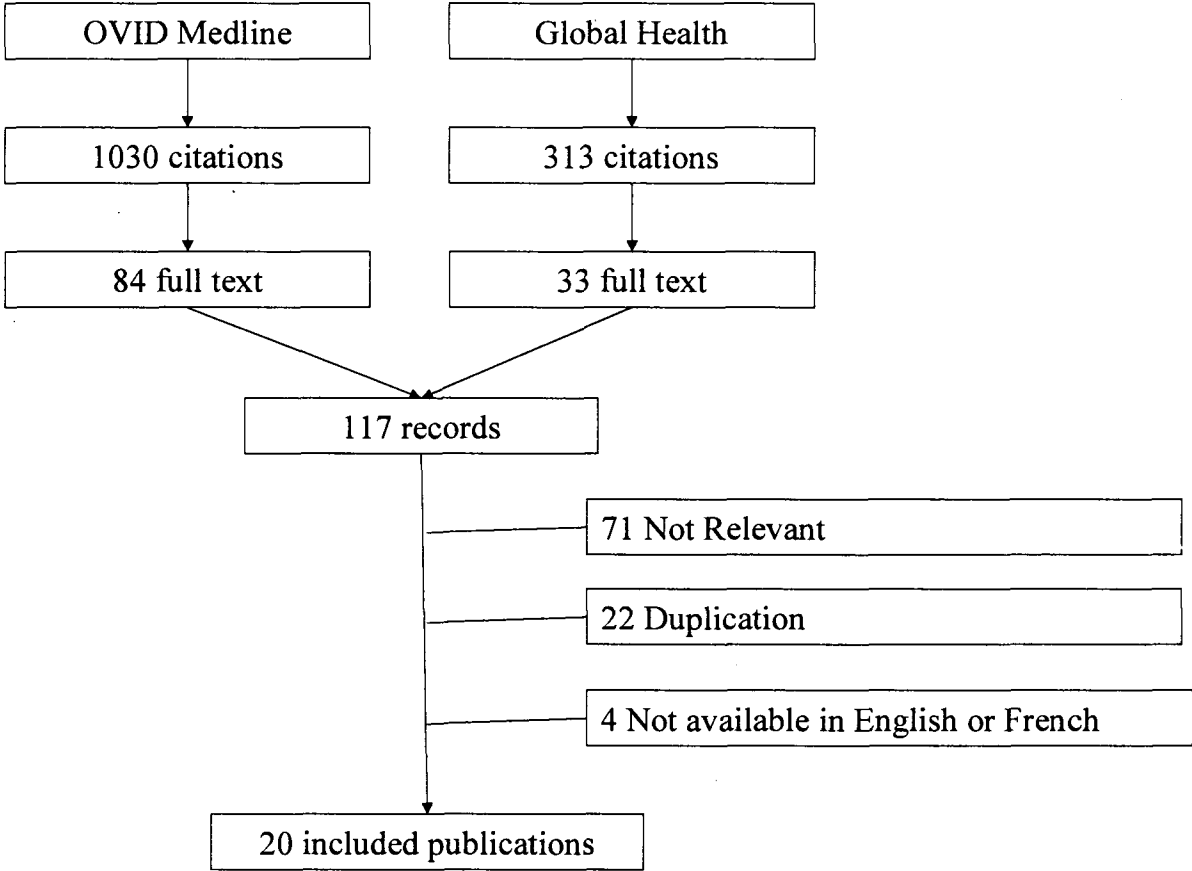 OVID Medline
Global Health
1030 citations
313 citations
84 full text
33 full text
117 records
71 Not Relevant
22 Duplication
4 Not available in English or French
20 included publications